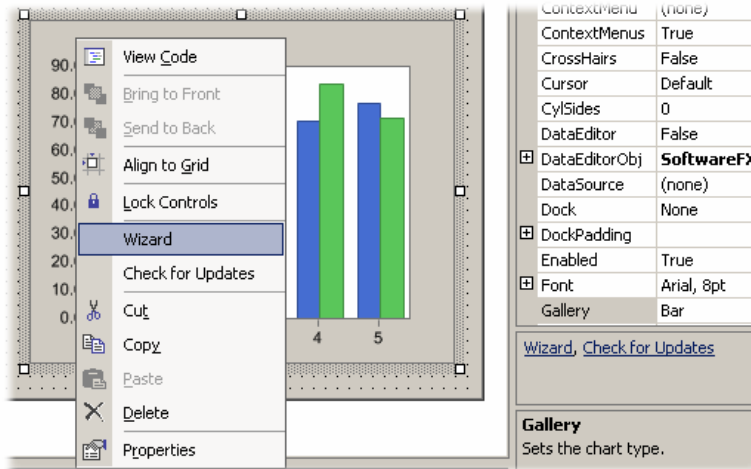 View Code
Bring to Front
Send to Back
Align to Grid
Lock Controls
Wizard
Check for Updates
Cut
Copy
Paste
Delete
Properties
90.
80.
70.
60.
50.
40.
30.
20.
10.
0.
4 5
ContextMenu (none)
ContextMenus True
CrossHairs False
Cursor Default
CylSides 0
DataEditor False
DataEditorObj SoftwareFX
DataSource (none)
Dock None
DockPadding
Enabled True
Font Arial, 8pt
Gallery Bar
Wizard, Check for Updates
Gallery
Sets the chart type.